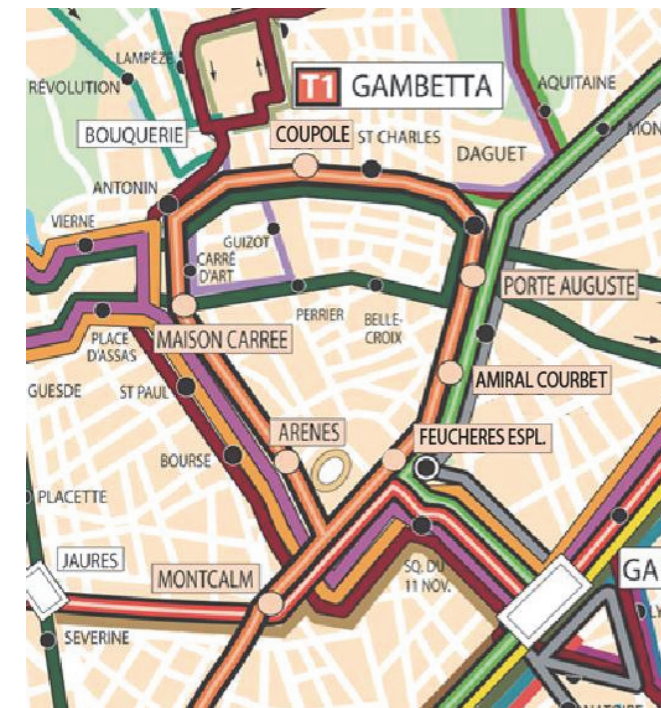 LAMPÈZE
RÉVOLUTION
T1 GAMBETTA
AQUITAINE
BOUQUERIE
COUPOLE
ST CHARLES
DAGUET
MON
ANTONIN
VIERNE
GUIZOT
CARRÉ
D'ART
PORTE AUGUSTE
PLACE
D'ASSAS
MAISON CARREE
PERRIER
BELLE-
CROIX
GUESDE
ST PAUL
AMIRAL COURBET
ARENES
FEUCHERES ESPL.
BOURSE
PLACETTE
JAURES
MONTCALM
SQ. DU
11 NOV.
GA
SEVERINE